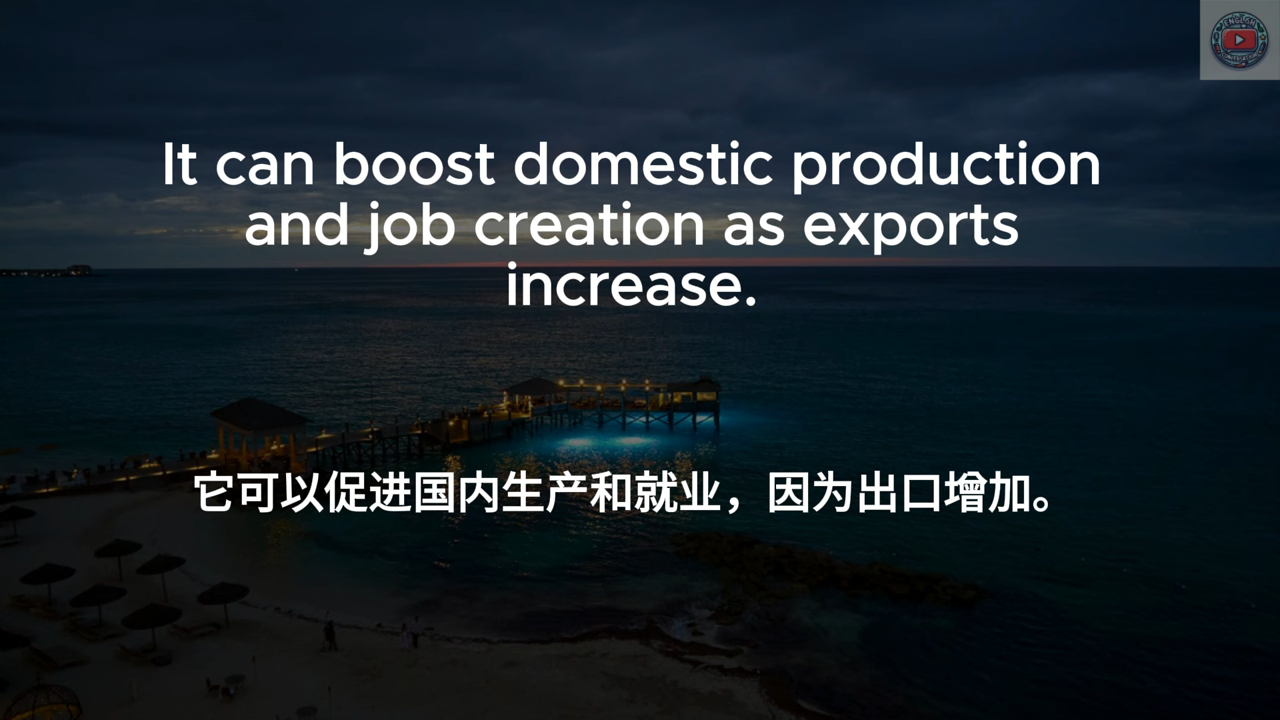 It can boost domestic production
and job creation as exports
increase.
它可以促进国内生产和就业，因为出口增加。